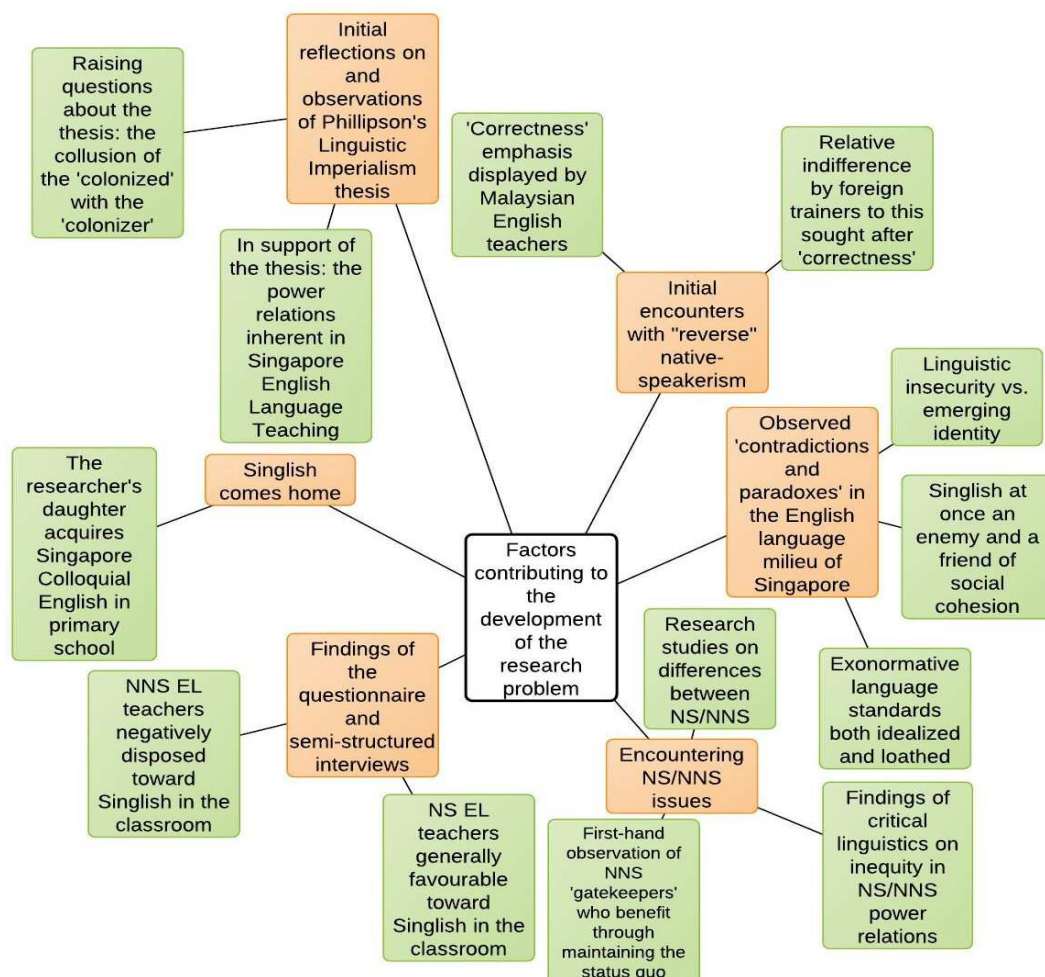 Initial
reflections on
and
observations
of Phillipson's
Linguistic
Imperialism
thesis
Raising
questions
about the
thesis: the
collusion of
the 'colonized'
with the
'colonizer'
In support of
the thesis: the
power
relations
inherent in
Singapore
English
Language
Teaching
'Correctness'
emphasis
displayed by
Malaysian
English
teachers
Relative
indifference
by foreign
trainers to this
sought after
'correctness'
Initial
encounters
with "reverse"
native-
speakerism
Linguistic
insecurity vs.
emerging
identity
Observed
'contradictions
and
paradoxes' in
the English
language
milieu of
Singapore
Singlish at
once an
enemy and a
friend of
social
cohesion
Exonormative
language
standards
both idealized
and loathed
Singlish
comes home
The
researcher's
daughter
acquires
Singapore
Colloquial
English in
primary
school
Factors
contributing to
the
development
of the
research
problem
Findings of
the
questionnaire
and
semi-structured
interviews
NNS EL
teachers
negatively
disposed
toward
Singlish in the
classroom
NS EL
teachers
generally
favourable
toward
Singlish in the
classroom
Research
studies on
differences
between
NS/NNS
Encountering
NS/NNS
issues
First-hand
observation of
NNS
'gatekeepers'
who benefit
through
maintaining the
status quo
Findings of
critical
linguistics on
inequity in
NS/NNS
power
relations